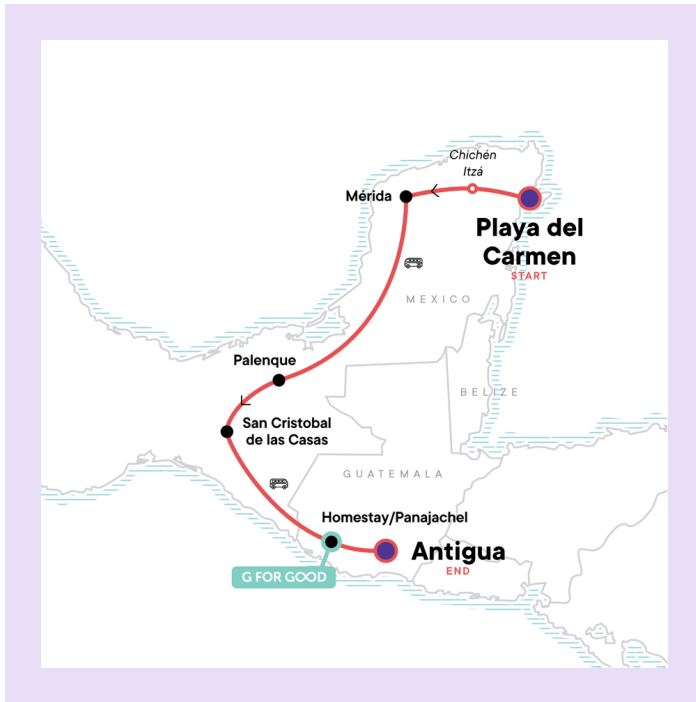 Chichén
Itzá
Mérida
Playa del
Carmen
START
MEXICO
Palenque
BELIZE
San Cristobal
de las Casas
GUATEMALA
Homestay/Panajachel
Antigua
END
G FOR GOOD